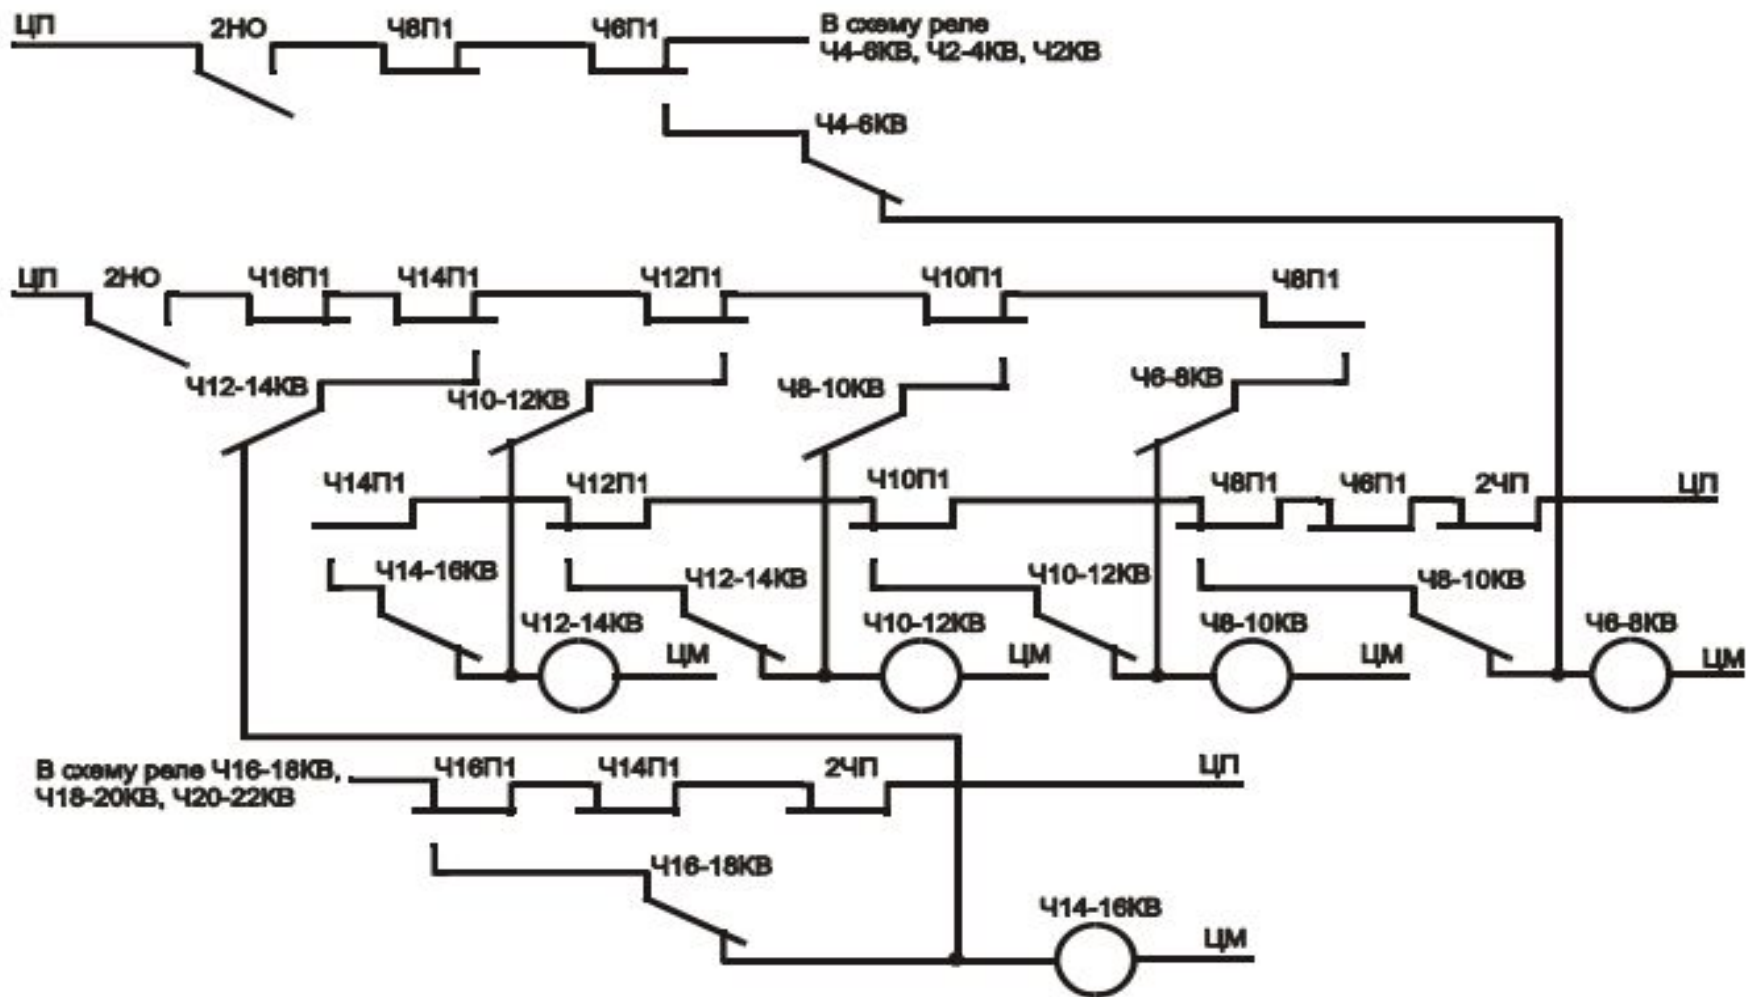 ЦП
2НО
Ч8П1
Ч6П1
В схему реле
Ч4-6КВ, Ч2-4КВ, Ч2КВ
Ч4-6КВ
ЦП
2НО
Ч16П1
Ч14П1
Ч12П1
Ч10П1
Ч8П1
Ч12-14КВ
Ч10-12КВ
Ч8-10КВ
Ч6-8КВ
Ч14П1
Ч12П1
Ч10П1
Ч8П1
Ч6П1
2ЧП
ЦП
Ч14-16КВ
Ч12-14КВ
Ч10-12КВ
Ч8-10КВ
Ч12-14КВ
ЦМ
Ч10-12КВ
ЦМ
Ч8-10КВ
ЦМ
Ч6-8КВ
ЦМ
В схему реле Ч16-18КВ,
Ч18-20КВ, Ч20-22КВ
Ч16П1
Ч14П1
2ЧП
ЦП
Ч16-18КВ
Ч14-16КВ
ЦМ